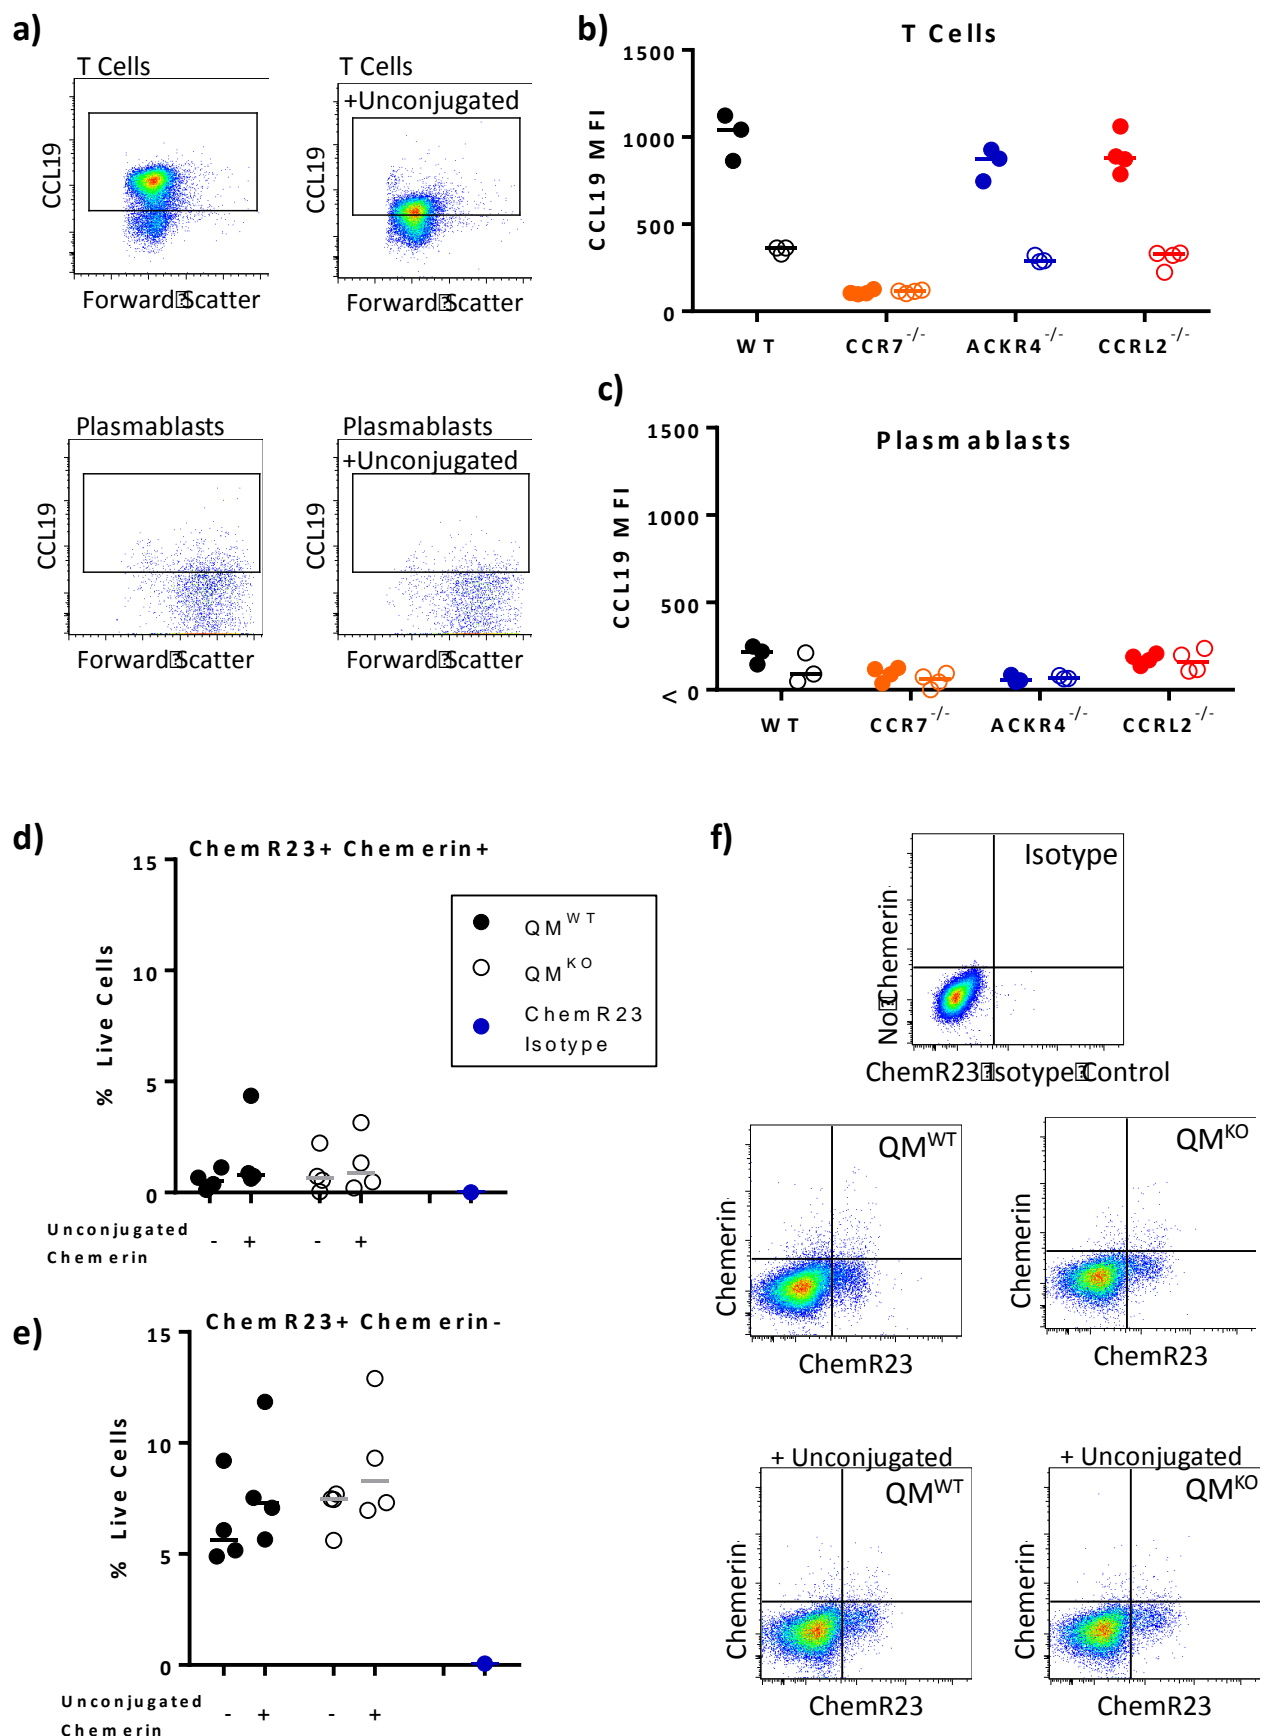 a)
T Cells
CCL19
Forward⍰Scatter
T Cells
+Unconjugated
CCL19
Forward⍰Scatter
Plasmablasts
CCL19
Forward⍰Scatter
Plasmablasts
+Unconjugated
CCL19
Forward⍰Scatter
b)
T Cells
CCL19 MFI
1500
1000
500
0
WT CCR7-/- ACKR4-/- CCRL2-/-
c)
Plasmablasts
CCL19 MFI
1500
1000
500
< 0
WT CCR7-/- ACKR4-/- CCRL2-/-
d)
ChemR23+ Chemerin+
% Live Cells
15
10
5
0
Unconjugated
Chemerin
- + - +
QMWT
QMKO
ChemR23
Isotype
e)
ChemR23+ Chemerin-
% Live Cells
15
10
5
0
Unconjugated
Chemerin
- + - +
f)
Isotype
No⍰Chemerin
ChemR23⍰Isotype⍰Control
QMWT
Chemerin
ChemR23
QMKO
Chemerin
ChemR23
+ Unconjugated
QMWT
Chemerin
ChemR23
+ Unconjugated
QMKO
Chemerin
ChemR23